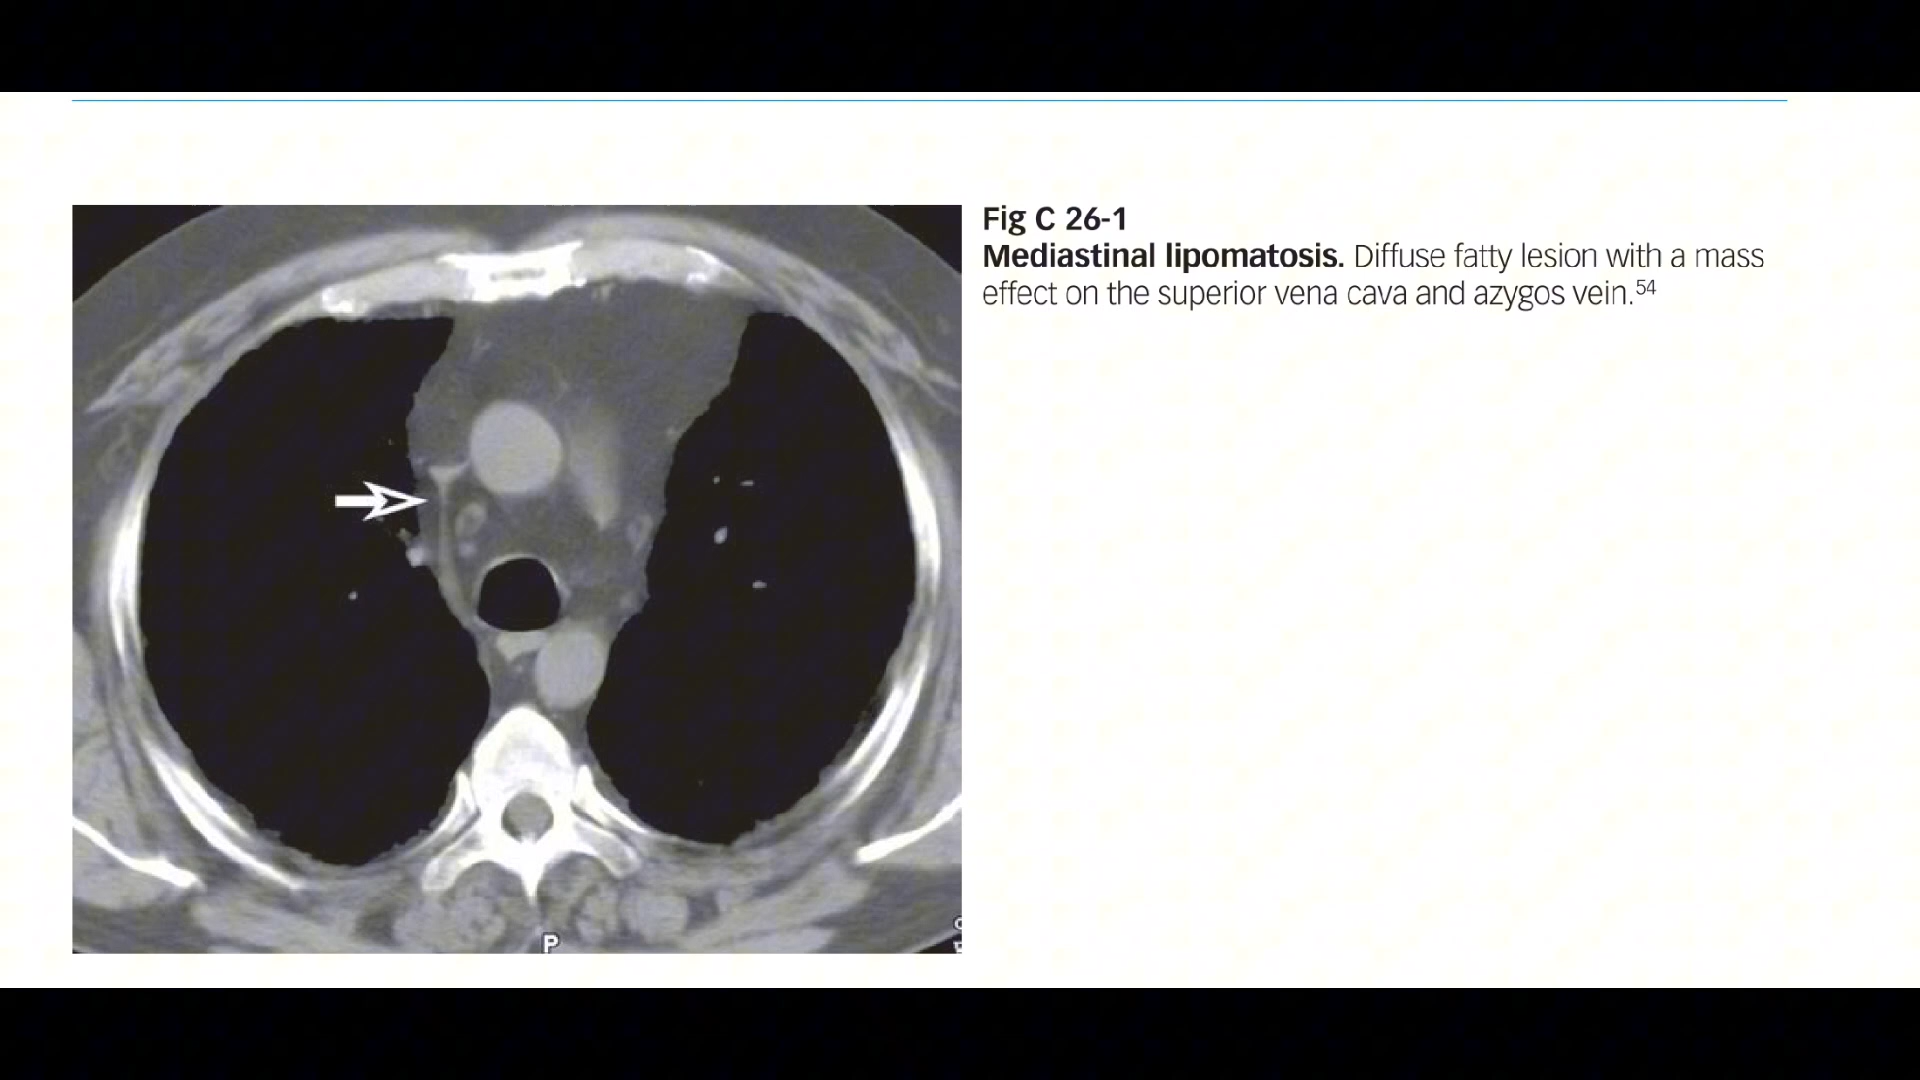 Fig C 26-1
Mediastinal lipomatosis. Diffuse fatty lesion with a mass
effect on the superior vena cava and azygos vein.54
P